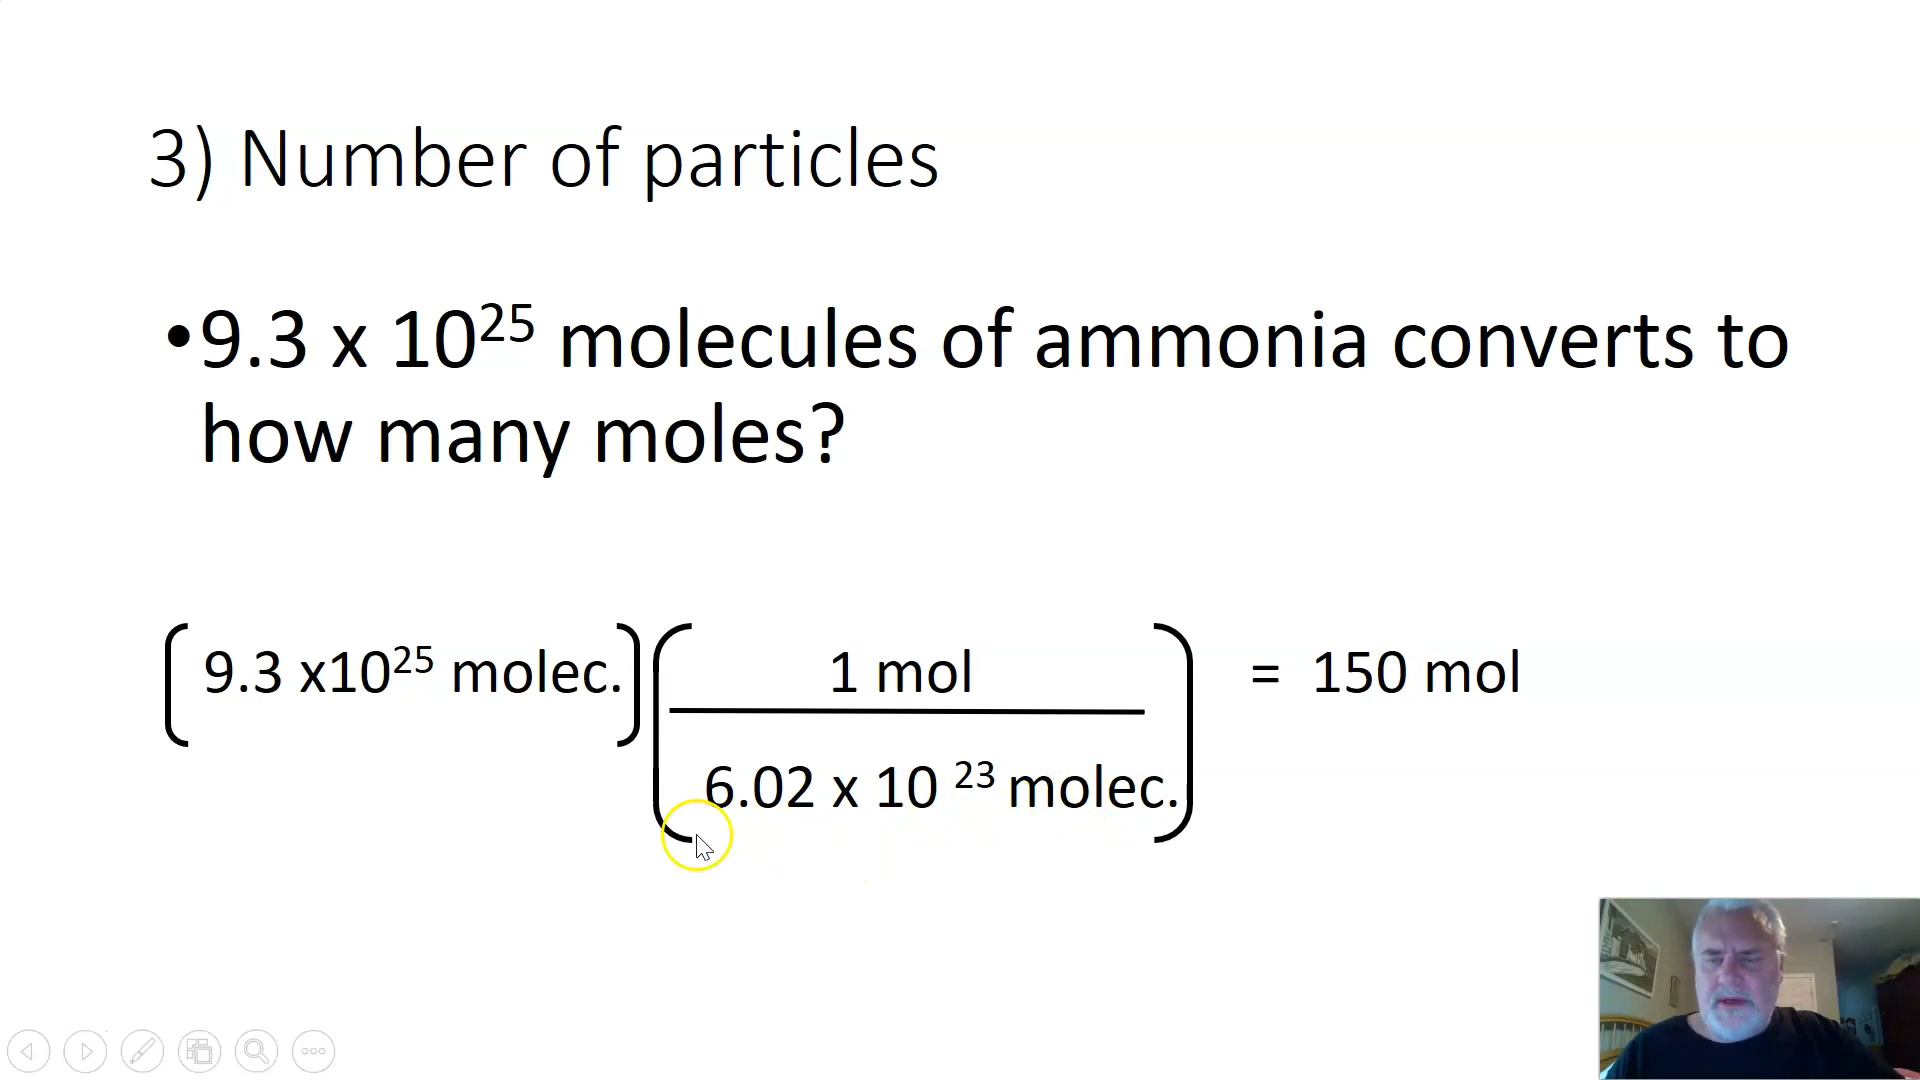 3) Number of particles
•9.3 x 10²⁵ molecules of ammonia converts to
how many moles?
9.3 x10²⁵ molec. 1 mol = 150 mol
6.02 x 10 ²³ molec.